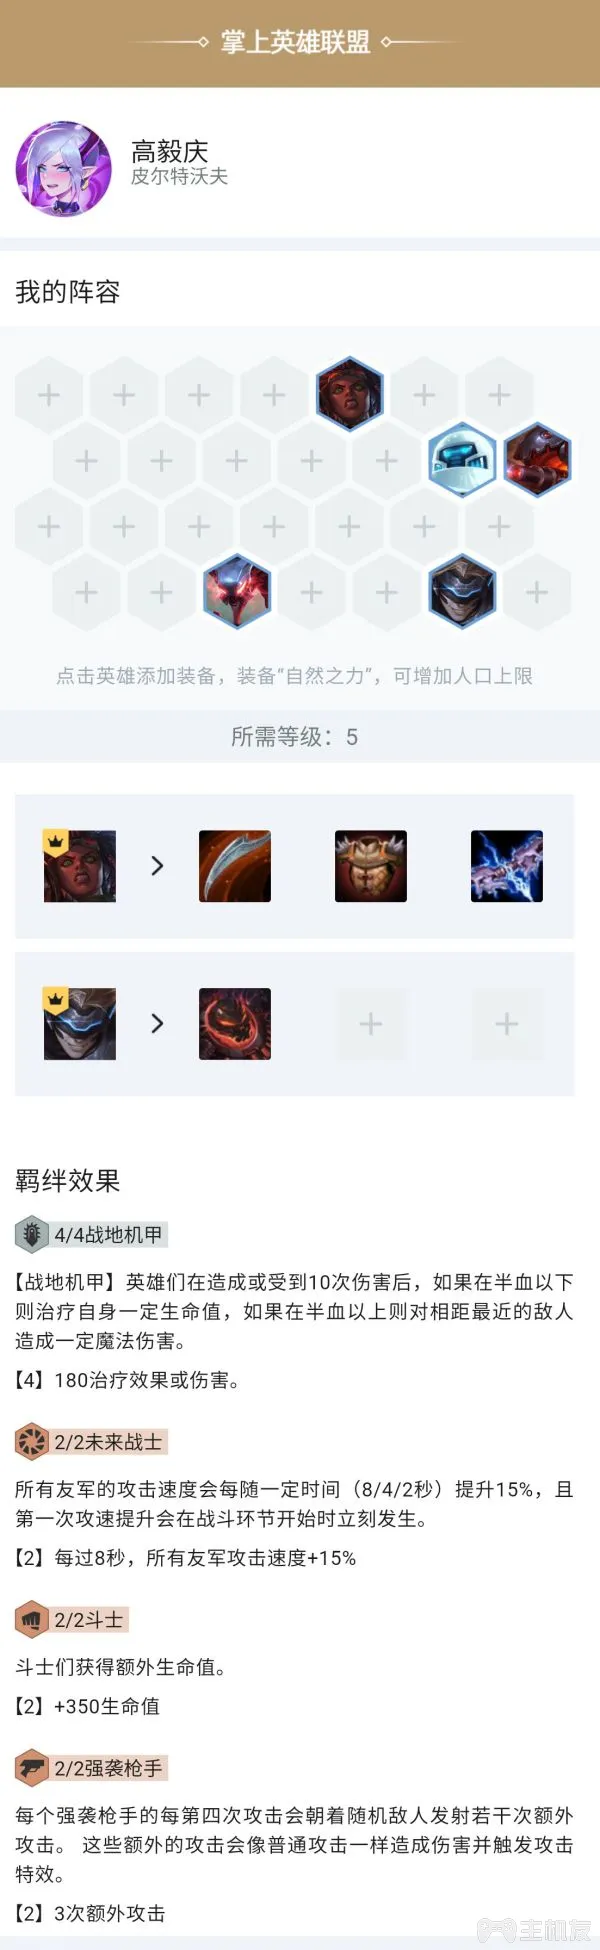 掌上英雄联盟
高毅庆
皮尔特沃夫
我的阵容
点击英雄添加装备，装备“自然之力”，可增加人口上限
所需等级：5
羁绊效果
4/4战地机甲
【战地机甲】英雄们在造成或受到10次伤害后，如果在半血以下
则治疗自身一定生命值，如果在半血以上则对相距最近的敌人
造成一定魔法伤害。
【4】180治疗效果或伤害。
2/2未来战士
所有友军的攻击速度会每随一定时间（8/4/2秒）提升15%，且
第一次攻速提升会在战斗环节开始时立刻发生。
【2】每过8秒，所有友军攻击速度+15%
2/2斗士
斗士们获得额外生命值。
【2】+350生命值
2/2强袭枪手
每个强袭枪手的每第四次攻击会朝着随机敌人发射若干次额外
攻击。 这些额外的攻击会像普通攻击一样造成伤害并触发攻击
特效。
【2】3次额外攻击
主机友